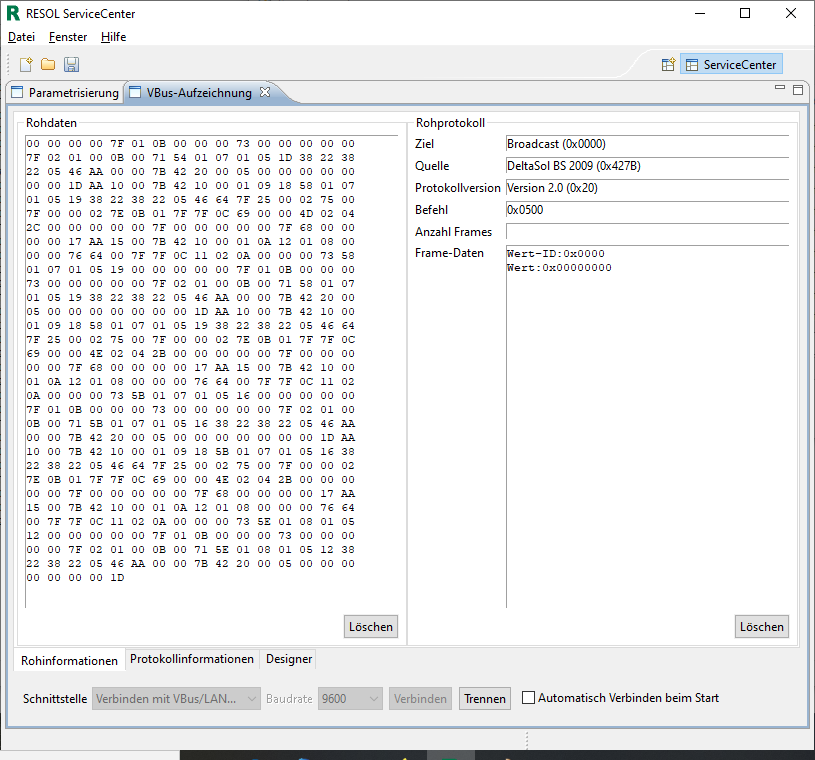 RESOL ServiceCenter
Datei Fenster Hilfe
ServiceCenter
Parametrisierung VBus-Aufzeichnung
Rohdaten
00 00 00 00 7F 01 0B 00 00 00 73 00 00 00 00 00
7F 02 01 00 0B 00 71 54 01 07 01 05 1D 38 22 38
22 05 46 AA 00 00 7B 42 20 00 05 00 00 00 00 00
00 00 1D AA 10 00 7B 42 10 00 01 09 18 58 01 07
01 05 19 38 22 38 22 05 46 64 7F 25 00 02 75 00
7F 00 00 02 7E 0B 01 7F 7F 0C 69 00 00 4D 02 04
2C 00 00 00 00 00 7F 00 00 00 00 00 7F 68 00 00
00 00 17 AA 15 00 7B 42 10 00 01 0A 12 01 08 00
00 00 76 64 00 7F 7F 0C 11 02 0A 00 00 00 73 58
01 07 01 05 19 00 00 00 00 00 7F 01 0B 00 00 00
73 00 00 00 00 00 7F 02 01 00 0B 00 71 58 01 07
01 05 19 38 22 38 22 05 46 AA 00 00 7B 42 20 00
05 00 00 00 00 00 00 00 1D AA 10 00 7B 42 10 00
01 09 18 58 01 07 01 05 19 38 22 38 22 05 46 64
7F 25 00 02 75 00 7F 00 00 02 7E 0B 01 7F 7F 0C
69 00 00 4E 02 04 2B 00 00 00 00 00 7F 00 00 00
00 00 7F 68 00 00 00 00 17 AA 15 00 7B 42 10 00
01 0A 12 01 08 00 00 00 76 64 00 7F 7F 0C 11 02
0A 00 00 00 73 5B 01 07 01 05 16 00 00 00 00 00
7F 01 0B 00 00 00 73 00 00 00 00 00 7F 02 01 00
0B 00 71 5B 01 07 01 05 16 38 22 38 22 05 46 AA
00 00 7B 42 20 00 05 00 00 00 00 00 00 00 1D AA
10 00 7B 42 10 00 01 09 18 5B 01 07 01 05 16 38
22 38 22 05 46 64 7F 25 00 02 75 00 7F 00 00 02
7E 0B 01 7F 7F 0C 69 00 00 4E 02 04 2B 00 00 00
00 00 7F 00 00 00 00 00 7F 68 00 00 00 00 17 AA
15 00 7B 42 10 00 01 0A 12 01 08 00 00 00 76 64
00 7F 7F 0C 11 02 0A 00 00 00 73 5E 01 08 01 05
12 00 00 00 00 00 7F 01 0B 00 00 00 73 00 00 00
00 00 7F 02 01 00 0B 00 71 5E 01 08 01 05 12 38
22 38 22 05 46 AA 00 00 7B 42 20 00 05 00 00 00
00 00 00 00 1D
Löschen
Rohprotokoll
Ziel Broadcast (0x0000)
Quelle DeltaSol BS 2009 (0x427B)
Protokollversion Version 2.0 (0x20)
Befehl 0x0500
Anzahl Frames
Frame-Daten Wert-ID:0x0000
Wert:0x00000000
Löschen
Rohinformationen Protokollinformationen Designer
Schnittstelle Verbinden mit VBus/LAN... Baudrate 9600 Verbinden Trennen Automatisch Verbinden beim Start